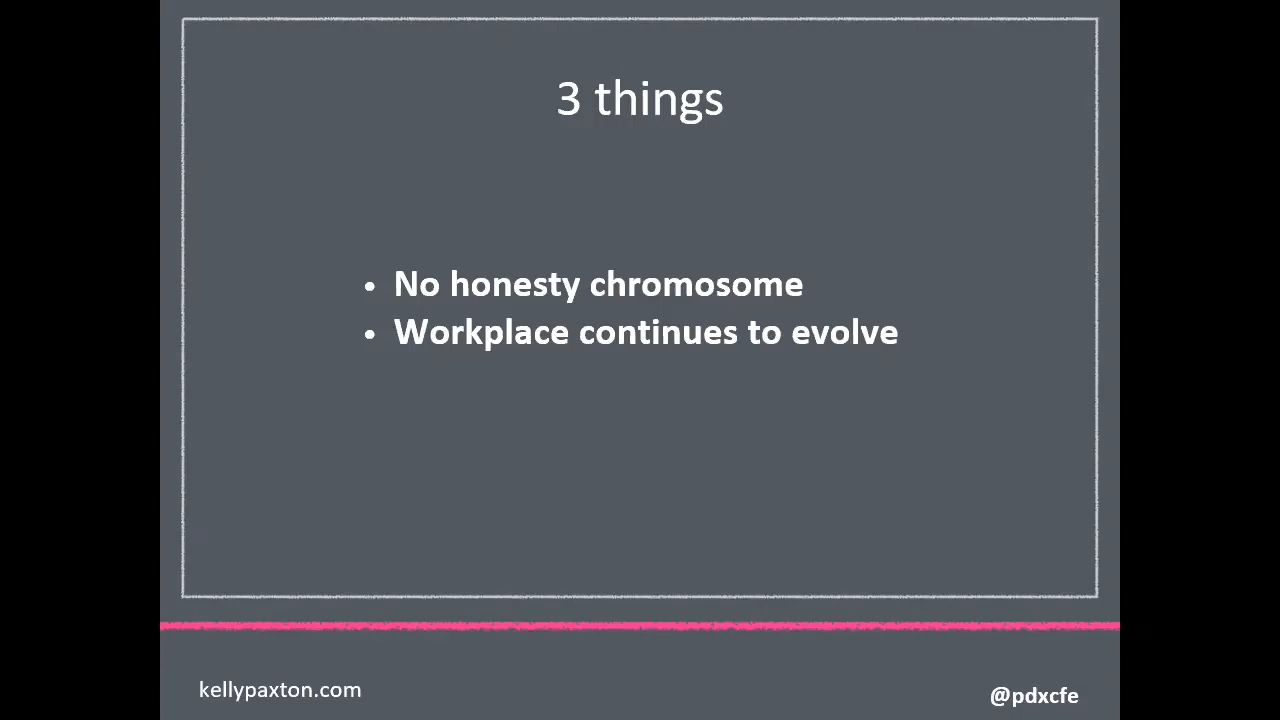 3 things
• No honesty chromosome
• Workplace continues to evolve
kellypaxton.com
@pdxcfe